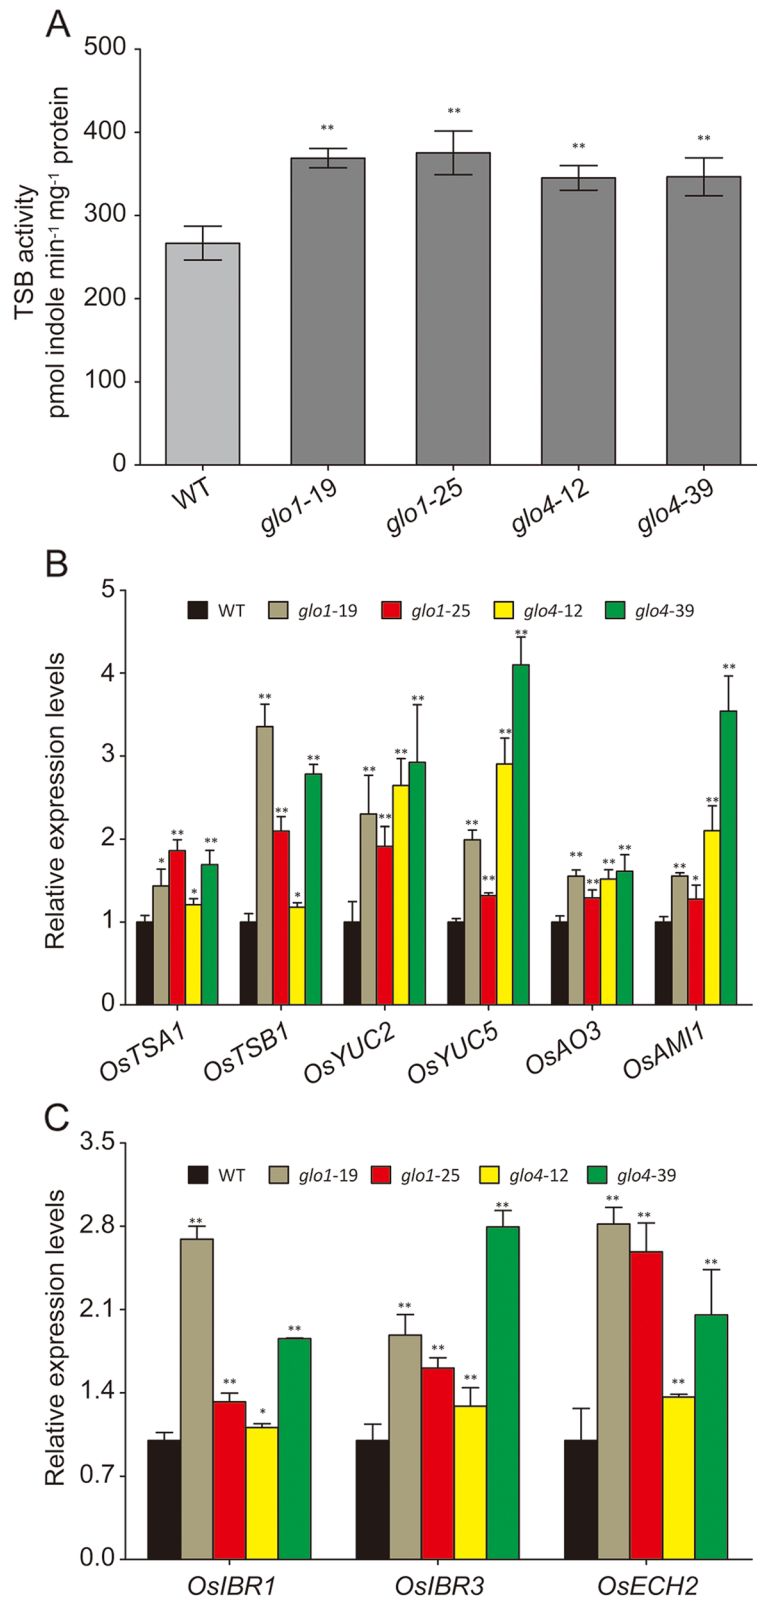 A
500
400
300
200
100
0
TSB activity
pmol indole min-1 mg-1 protein
**
**
**
**
WT
glo1-19
glo1-25
glo4-12
glo4-39
B
5
4
3
2
1
0
Relative expression levels
WT glo1-19 glo1-25 glo4-12 glo4-39
* ** * **
** ** * **
** ** ** **
** ** ** **
** ** ** **
** * ** **
OsTSA1
OsTSB1
OsYUC2
OsYUC5
OsAO3
OsAMI1
C
3.5
2.8
2.1
1.4
0.7
0.0
Relative expression levels
WT glo1-19 glo1-25 glo4-12 glo4-39
** ** * **
** ** ** **
** ** ** **
OsIBR1 OsIBR3 OsECH2